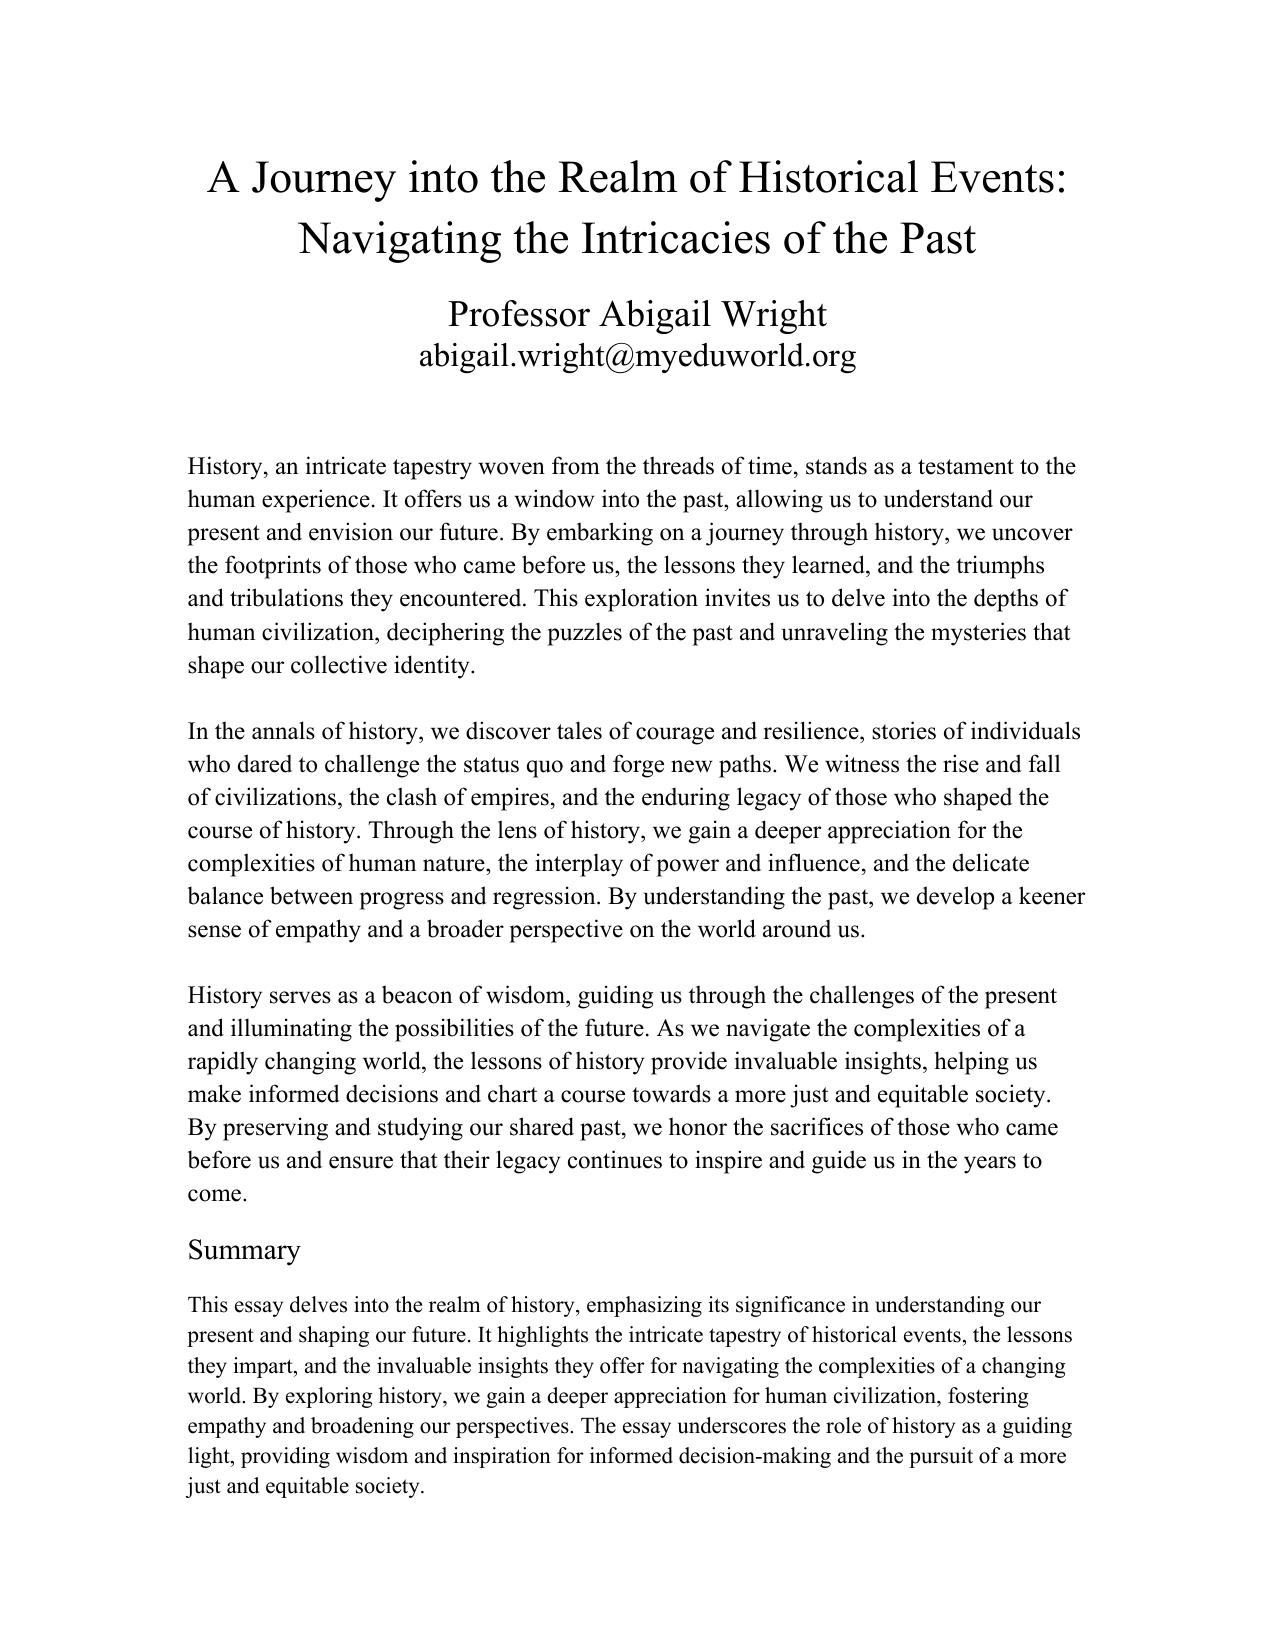 A Journey into the Realm of Historical Events:
Navigating the Intricacies of the Past
Professor Abigail Wright
abigail.wright@myeduworld.org
History, an intricate tapestry woven from the threads of time, stands as a testament to the
human experience. It offers us a window into the past, allowing us to understand our
present and envision our future. By embarking on a journey through history, we uncover
the footprints of those who came before us, the lessons they learned, and the triumphs
and tribulations they encountered. This exploration invites us to delve into the depths of
human civilization, deciphering the puzzles of the past and unraveling the mysteries that
shape our collective identity.
In the annals of history, we discover tales of courage and resilience, stories of individuals
who dared to challenge the status quo and forge new paths. We witness the rise and fall
of civilizations, the clash of empires, and the enduring legacy of those who shaped the
course of history. Through the lens of history, we gain a deeper appreciation for the
complexities of human nature, the interplay of power and influence, and the delicate
balance between progress and regression. By understanding the past, we develop a keener
sense of empathy and a broader perspective on the world around us.
History serves as a beacon of wisdom, guiding us through the challenges of the present
and illuminating the possibilities of the future. As we navigate the complexities of a
rapidly changing world, the lessons of history provide invaluable insights, helping us
make informed decisions and chart a course towards a more just and equitable society.
By preserving and studying our shared past, we honor the sacrifices of those who came
before us and ensure that their legacy continues to inspire and guide us in the years to
come.
Summary
This essay delves into the realm of history, emphasizing its significance in understanding our
present and shaping our future. It highlights the intricate tapestry of historical events, the lessons
they impart, and the invaluable insights they offer for navigating the complexities of a changing
world. By exploring history, we gain a deeper appreciation for human civilization, fostering
empathy and broadening our perspectives. The essay underscores the role of history as a guiding
light, providing wisdom and inspiration for informed decision-making and the pursuit of a more
just and equitable society.